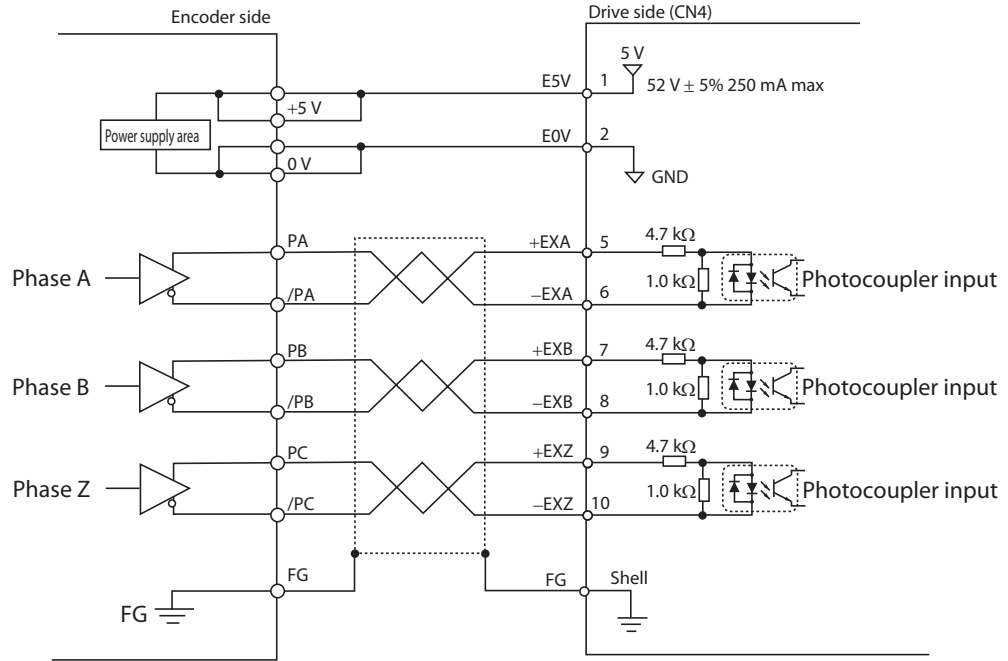 Encoder side
Drive side (CN4)
5 V
E5V
1
52 V ± 5% 250 mA max
+5 V
Power supply area
E0V
2
0 V
GND
PA
+EXA
5
4.7 kΩ
Phase A
1.0 kΩ
Photocoupler input
/PA
–EXA
6
PB
+EXB
7
4.7 kΩ
Phase B
1.0 kΩ
Photocoupler input
/PB
–EXB
8
PC
+EXZ
9
4.7 kΩ
Phase Z
1.0 kΩ
Photocoupler input
/PC
–EXZ
10
FG
FG
Shell
FG